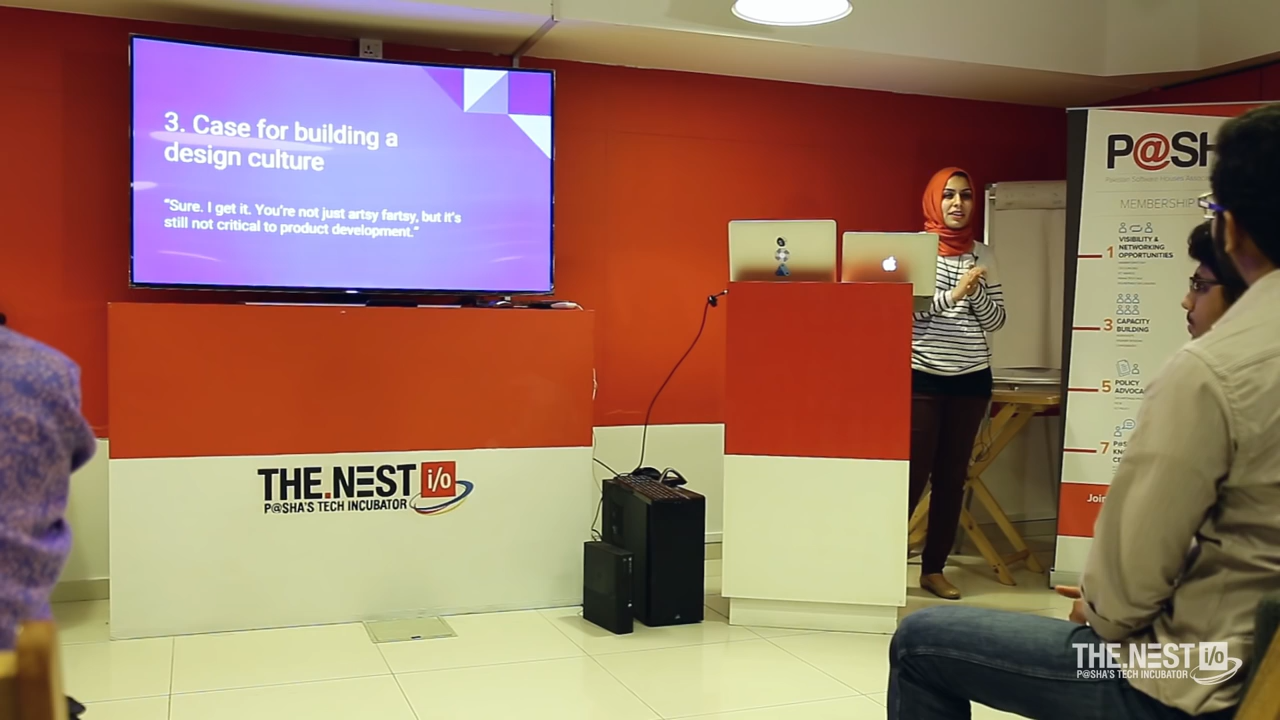 3. Case for building a
design culture
“Sure. I get it. You’re not just artsy fartsy, but it’s
still not critical to product development.”
THE.NEST i/o
P@SHA'S TECH INCUBATOR
P@SH
MEMBERSHIP
1 VISIBILITY &
NETWORKING
OPPORTUNITIES
3 CAPACITY
BUILDING
5 POLICY
ADVOCA
7
THE.NEST i/o
P@SHA'S TECH INCUBATOR